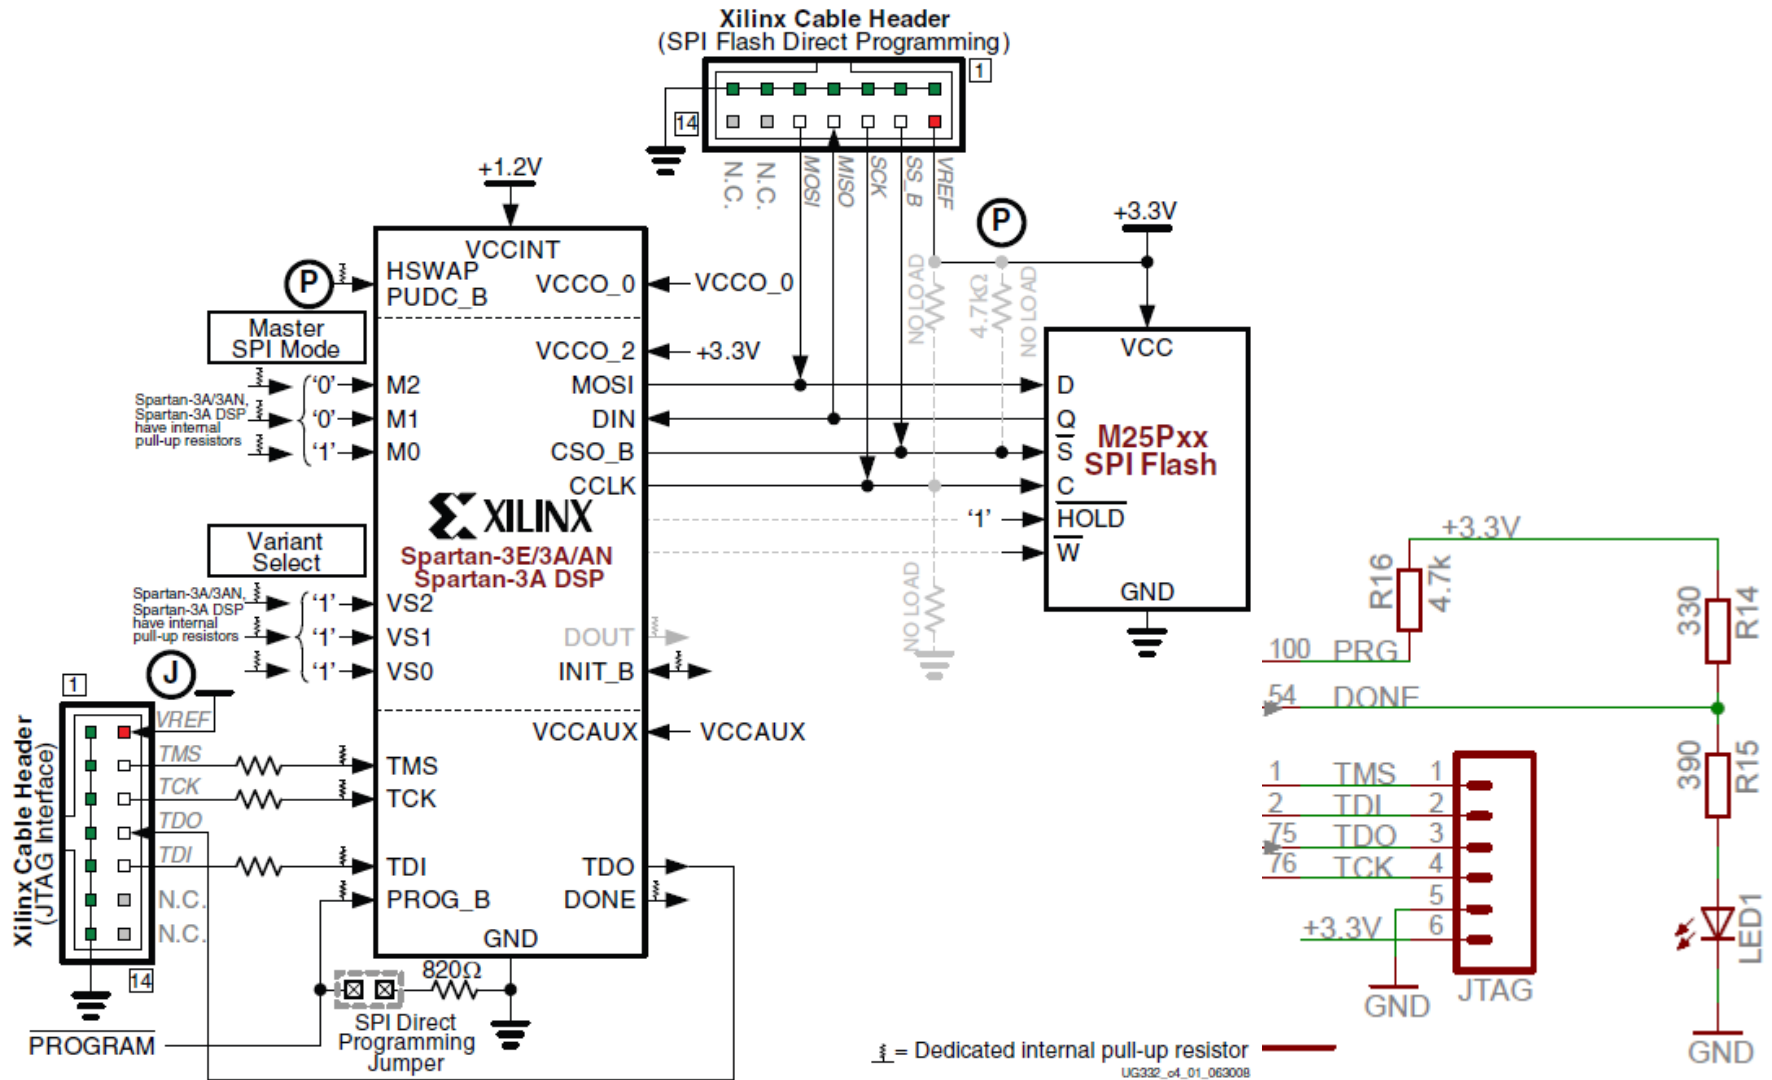 Xilinx Cable Header
(SPI Flash Direct Programming)
1
14
N.C.
N.C.
MOSI
MISO
SCK
SS_B
VREF
+1.2V
P
+3.3V
VCCINT
P
HSWAP
PUDC_B
VCCO_0
VCCO_0
NO LOAD
4.7kΩ
NO LOAD
Master
SPI Mode
VCCO_2
+3.3V
VCC
Spartan-3A/3AN,
Spartan-3A DSP
have internal
pull-up resistors
'0'
M2
MOSI
D
'0'
M1
DIN
Q
'1'
M0
CSO_B
S
M25Pxx
SPI Flash
CCLK
C
XILINX
'1'
HOLD
Spartan-3E/3A/AN
Spartan-3A DSP
W
Variant
Select
GND
NO LOAD
Spartan-3A/3AN,
Spartan-3A DSP
have internal
pull-up resistors
'1'
VS2
'1'
VS1
DOUT
'1'
VS0
INIT_B
J
1
Xilinx Cable Header
(JTAG Interface)
VREF
VCCAUX
VCCAUX
TMS
TMS
TCK
TCK
TDO
TDI
TDI
TDO
N.C.
PROG_B
DONE
N.C.
GND
14
820Ω
SPI Direct
Programming
Jumper
PROGRAM
= Dedicated internal pull-up resistor
UG332_c4_01_063008
+3.3V
R16
4.7k
330
R14
100 PRG
54 DONE
390
R15
1 TMS 1
2 TDI 2
75 TDO 3
76 TCK 4
5
+3.3V 6
GND
JTAG
LED1
GND